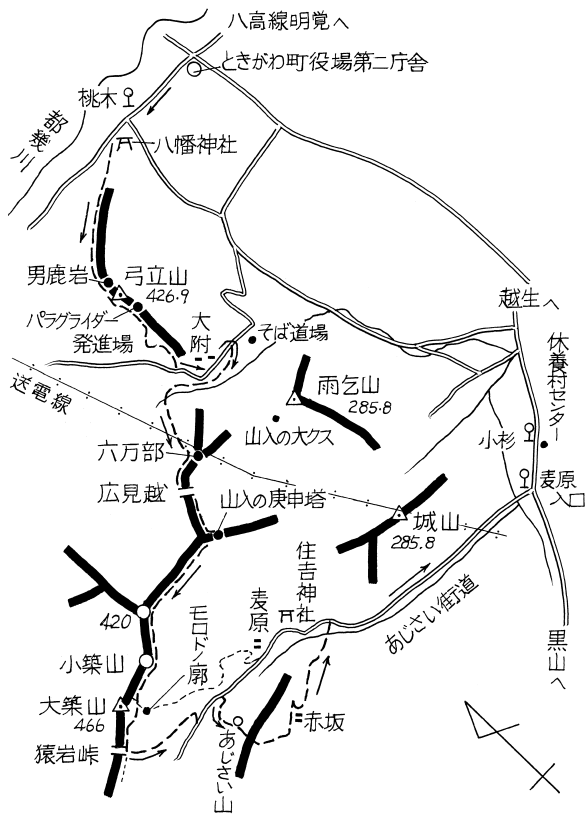 八高線明覚へ
ときがわ町役場第二庁舎
桃木
都幾川
八幡神社
男鹿岩
弓立山
426.9
パラグライダー
発進場
大附
そば道場
越生へ
休養村センター
送電線
雨乞山
285.8
山入の大クス
小杉
六万部
広見越
山入の庚申塔
麦原
入口
城山
285.8
住吉神社
麦原
あじさい街道
420
モロドノ廓
小築山
大築山
466
猿岩峠
あじさい山
赤坂
黒山へ